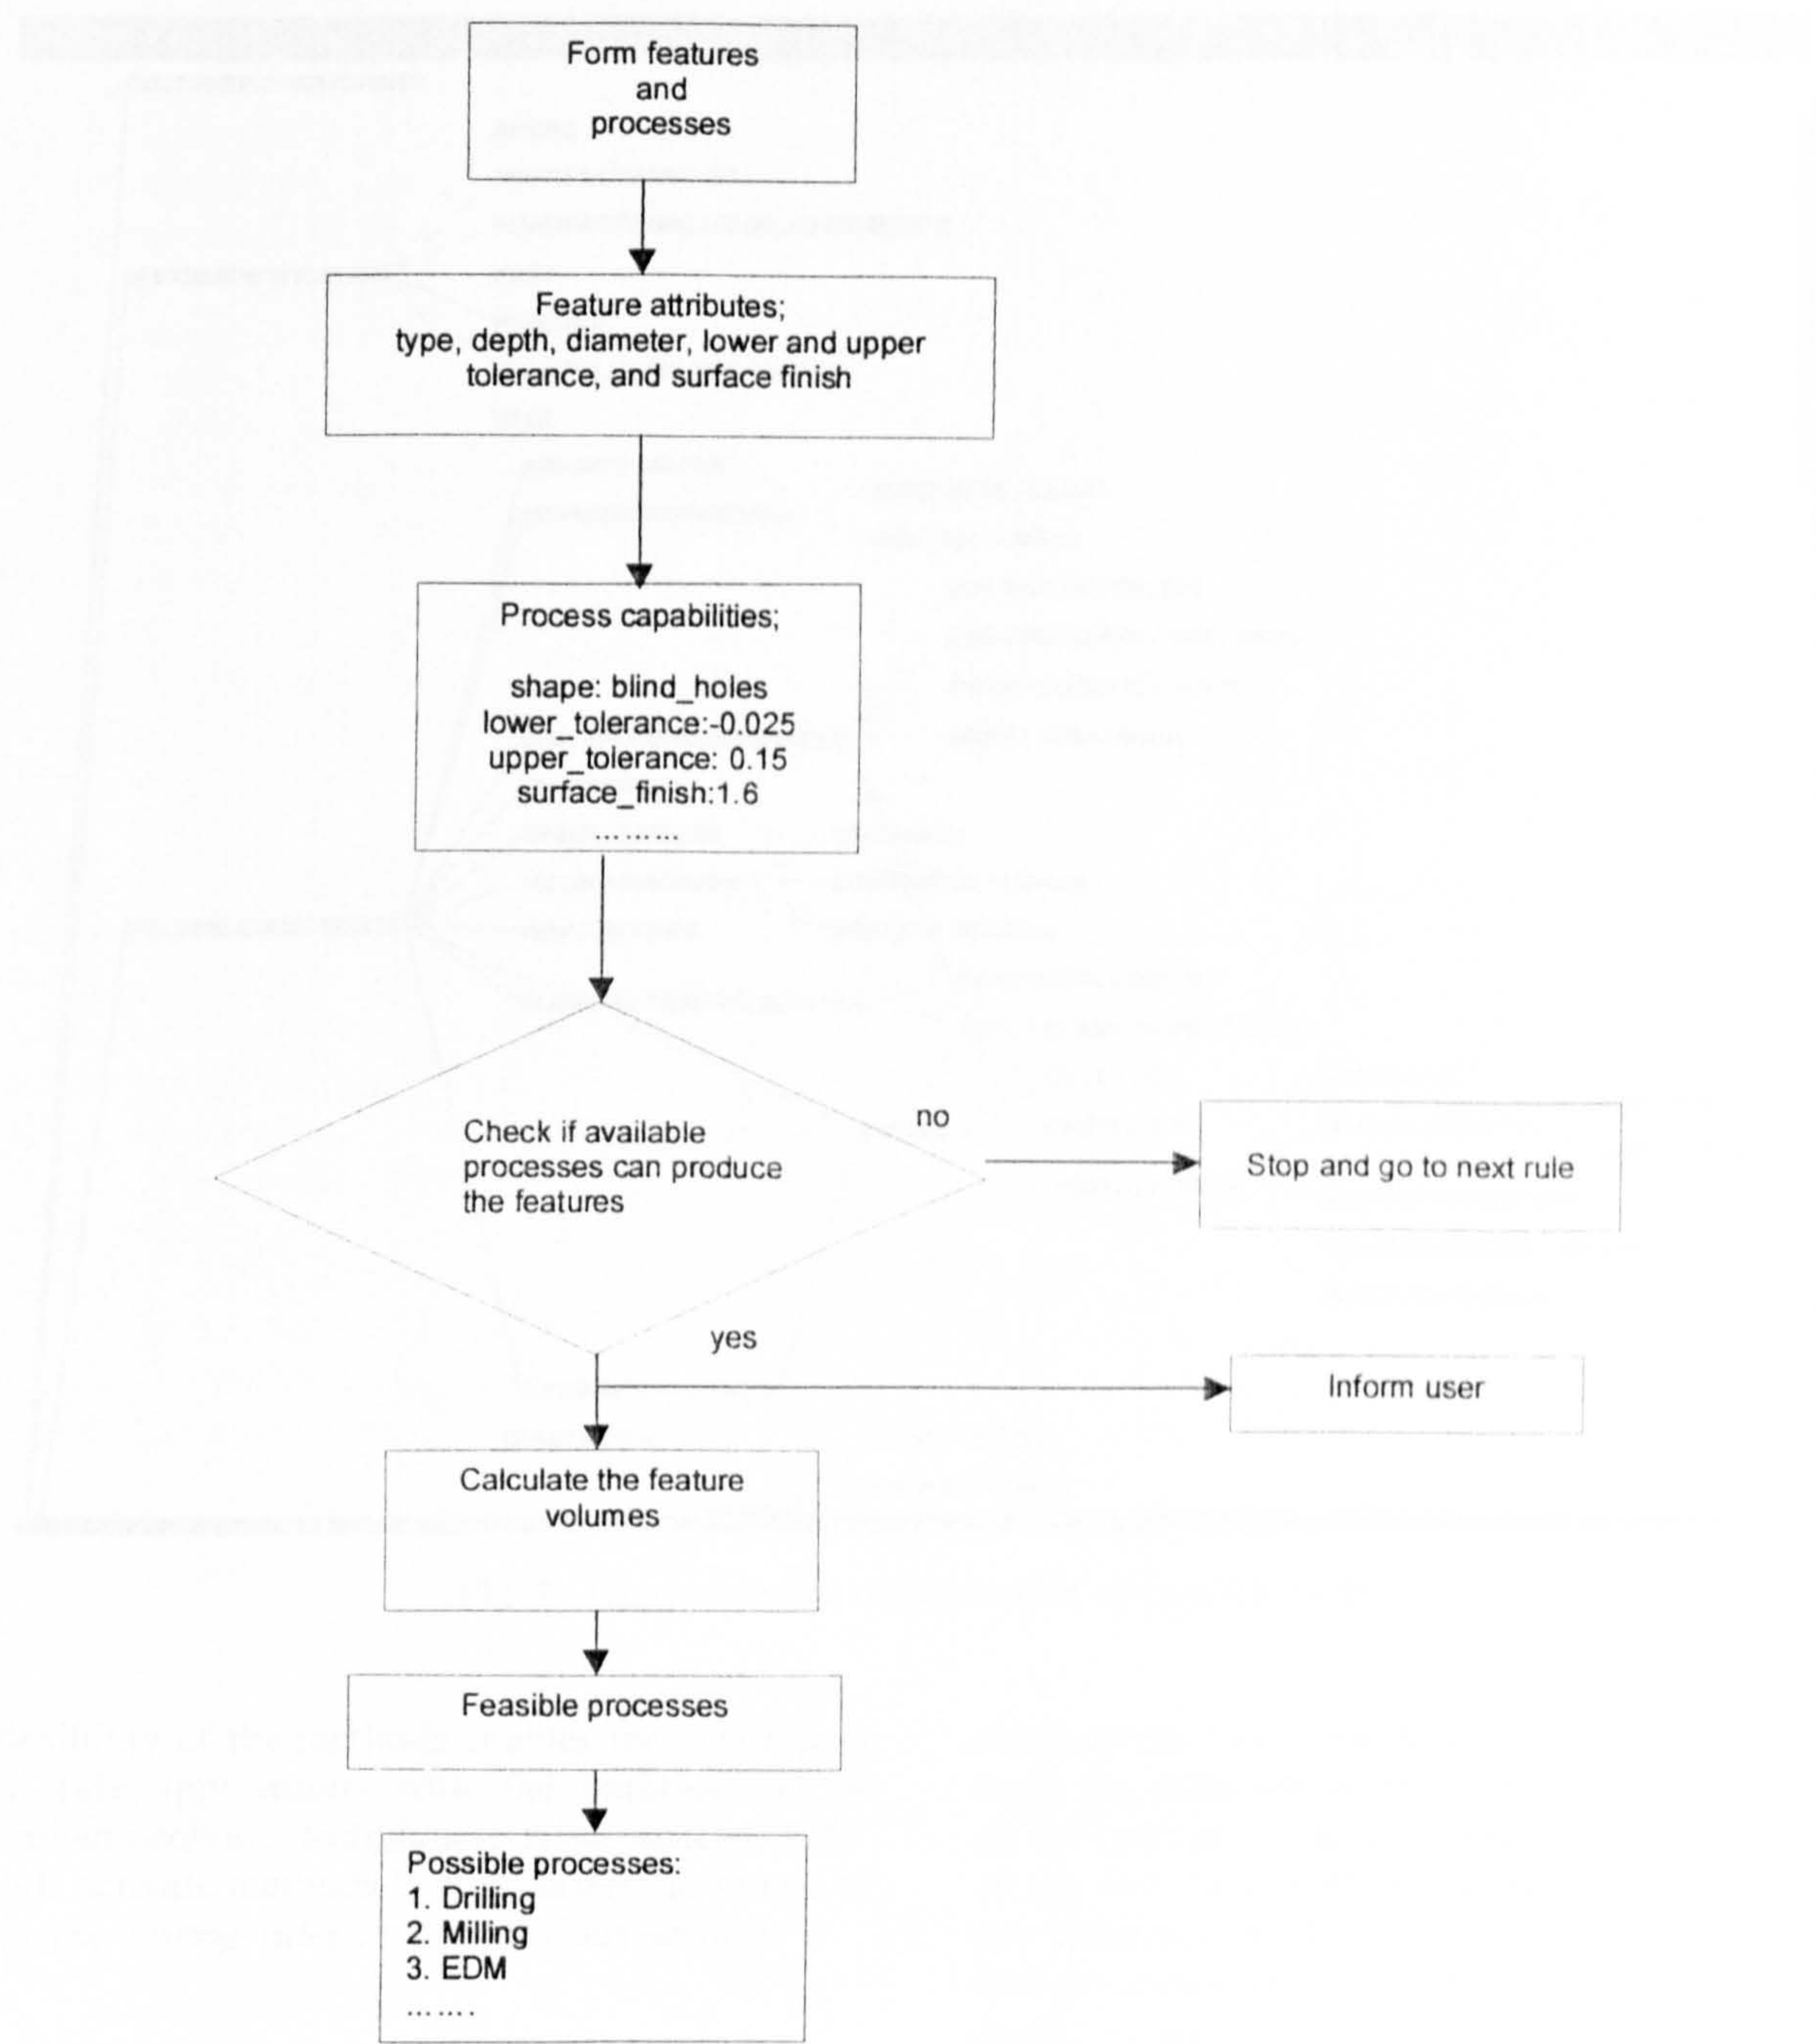 Form features
and
processes
Feature attributes;
type, depth, diameter, lower and upper
tolerance, and surface finish
Process capabilities;
shape: blind_holes
lower_tolerance:-0.025
upper_tolerance: 0.15
surface_finish:1.6
………
Check if available
processes can produce
the features
no
Stop and go to next rule
yes
Inform user
Calculate the feature
volumes
Feasible processes
Possible processes:
1. Drilling
2. Milling
3. EDM
…….